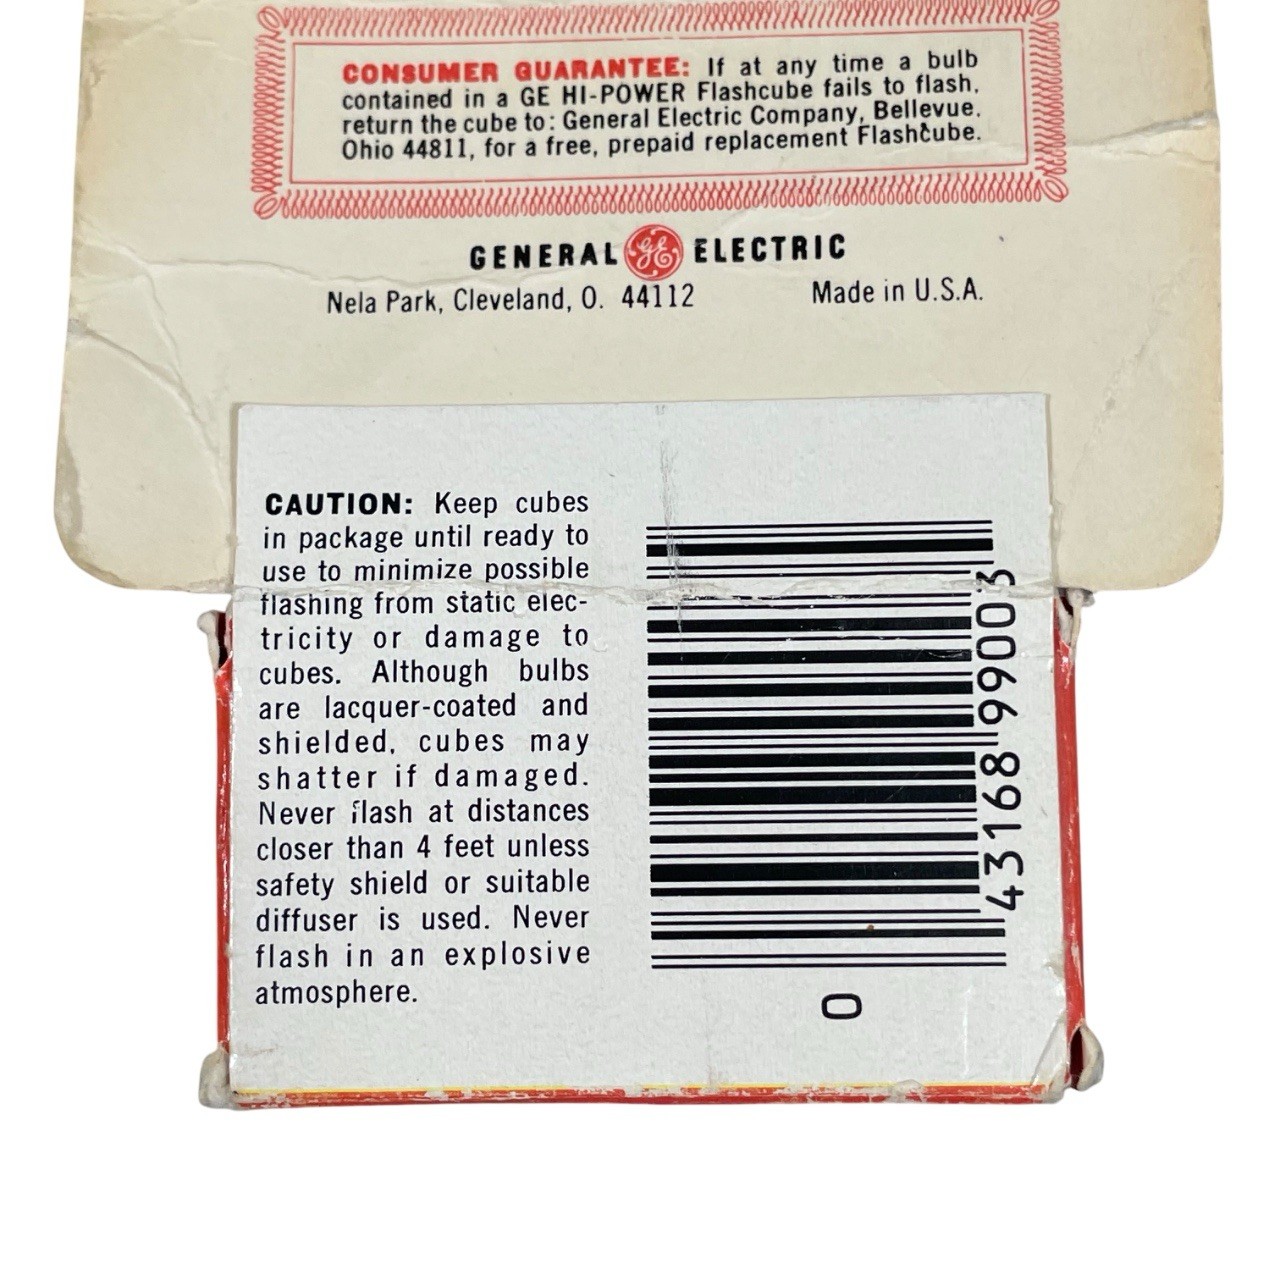 CONSUMER GUARANTEE: If at any time a bulb
contained in a GE HI-POWER Flashcube fails to flash,
return the cube to: General Electric Company, Bellevue,
Ohio 44811, for a free, prepaid replacement Flashcube.
GENERAL GE ELECTRIC
Nela Park, Cleveland, O. 44112 Made in U.S.A.
CAUTION: Keep cubes
in package until ready to
use to minimize possible
flashing from static elec-
tricity or damage to
cubes. Although bulbs
are lacquer-coated and
shielded, cubes may
shatter if damaged.
Never flash at distances
closer than 4 feet unless
safety shield or suitable
diffuser is used. Never
flash in an explosive
atmosphere.
0
43168 99003